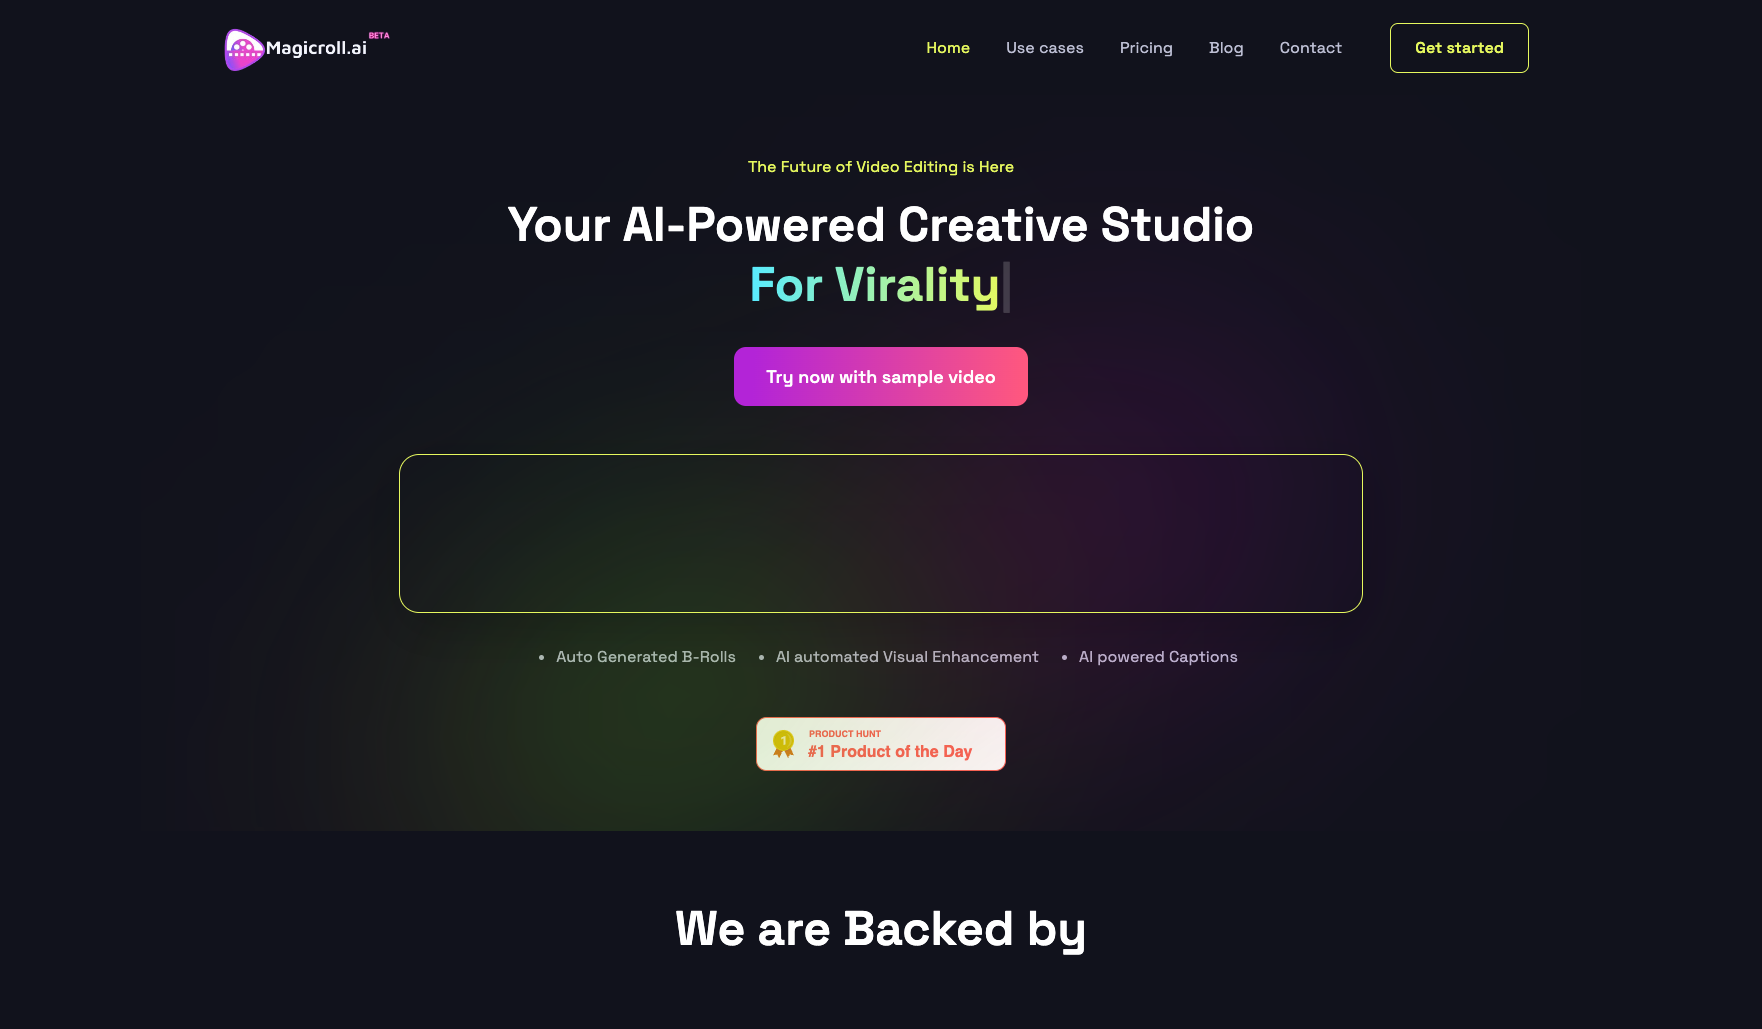 Magicroll.ai BETA
Home Use cases Pricing Blog Contact Get started
The Future of Video Editing is Here
Your AI-Powered Creative Studio
For Virality
Try now with sample video
• Auto Generated B-Rolls • AI automated Visual Enhancement • AI powered Captions
1
PRODUCT HUNT
#1 Product of the Day
We are Backed by